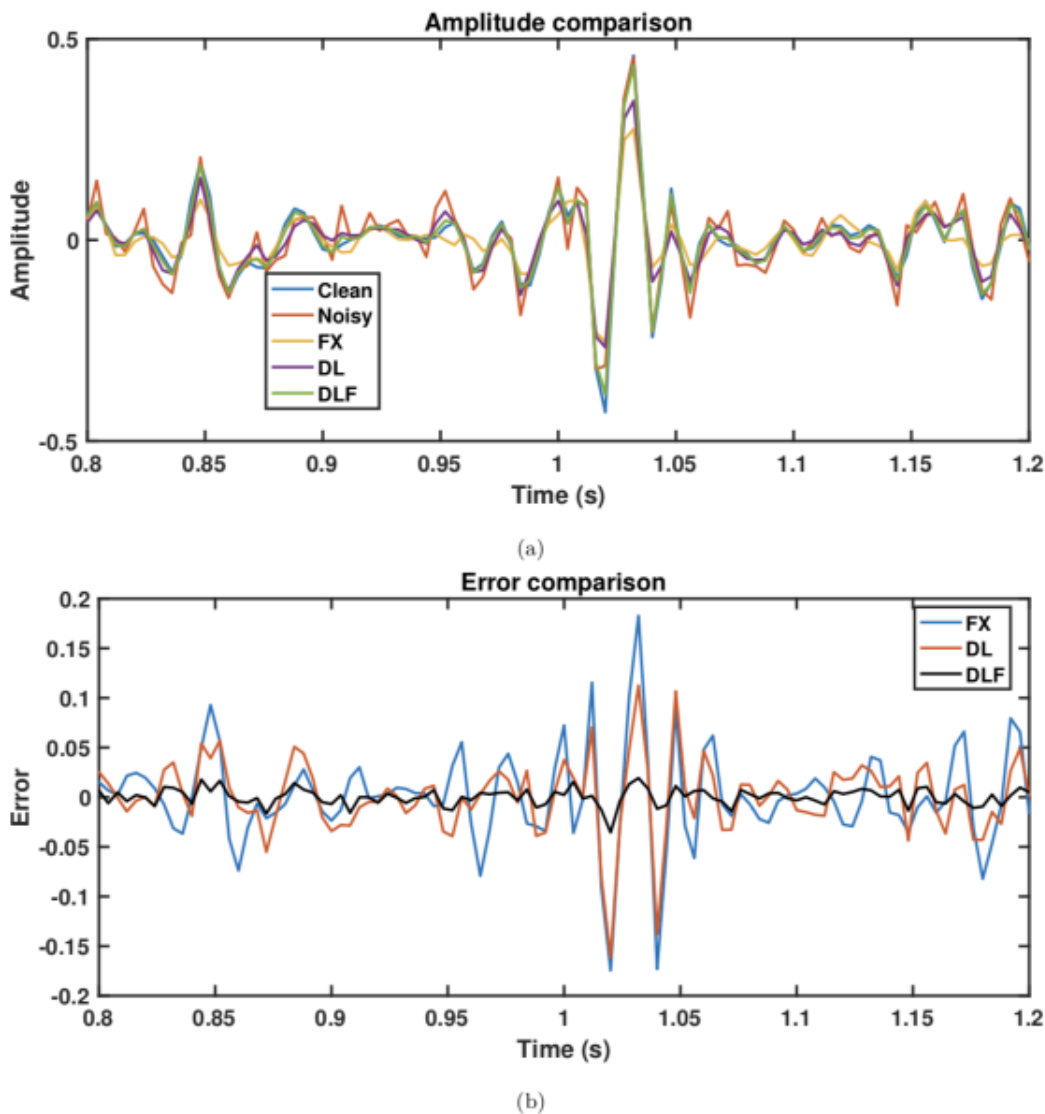 Amplitude comparison
0.5
0
-0.5
Amplitude
Clean
Noisy
FX
DL
DLF
0.8 0.85 0.9 0.95 1 1.05 1.1 1.15 1.2
Time (s)
(a)
Error comparison
0.2
0.15
0.1
0.05
0
-0.05
-0.1
-0.15
-0.2
Error
FX
DL
DLF
0.8 0.85 0.9 0.95 1 1.05 1.1 1.15 1.2
Time (s)
(b)